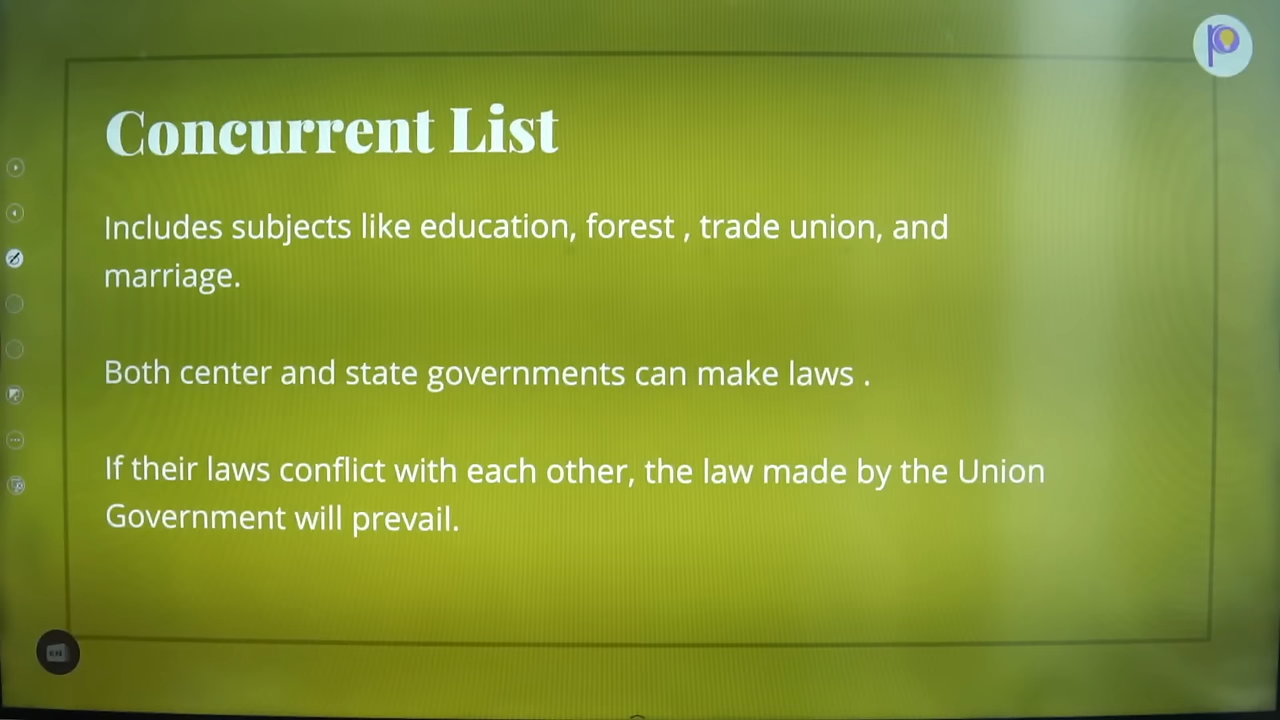 Concurrent List
Includes subjects like education, forest , trade union, and
marriage.
Both center and state governments can make laws .
If their laws conflict with each other, the law made by the Union
Government will prevail.